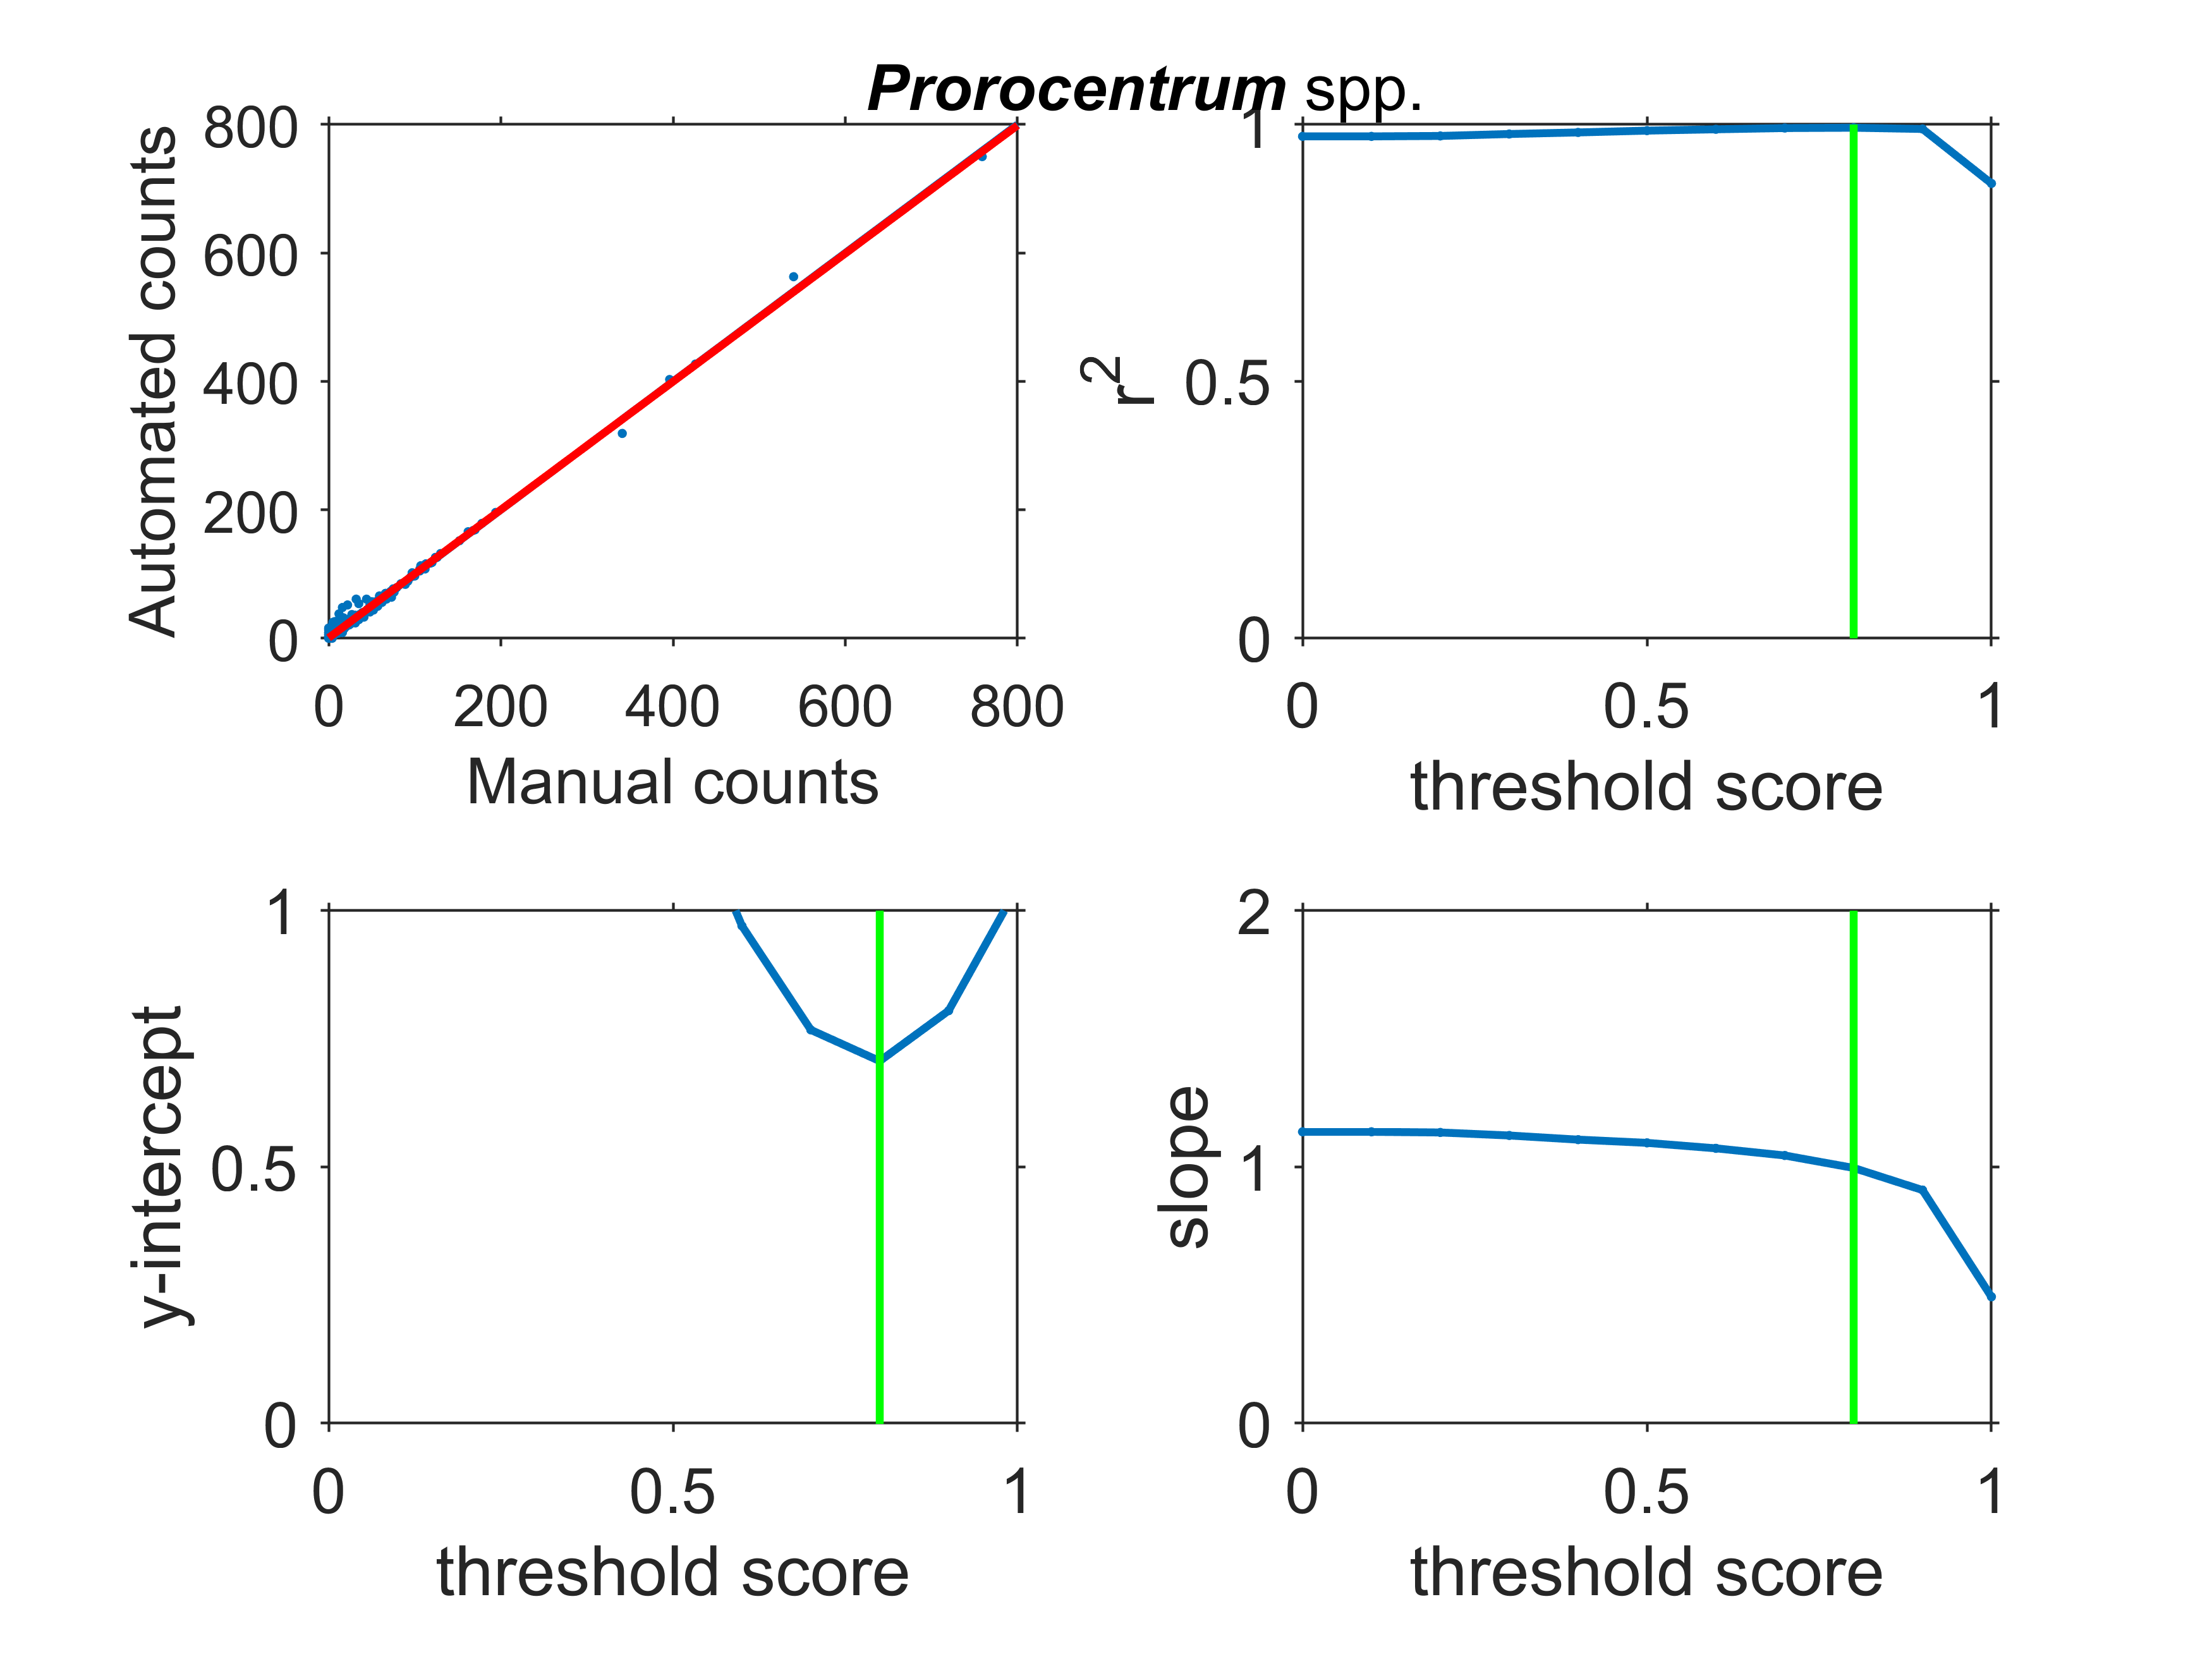 Prorocentrum spp.
800
600
400
200
0
Automated counts
0 200 400 600 800
Manual counts
1
0.5
0
r2
0 0.5 1
threshold score
1
0.5
0
y-intercept
0 0.5 1
threshold score
2
1
0
slope
0 0.5 1
threshold score